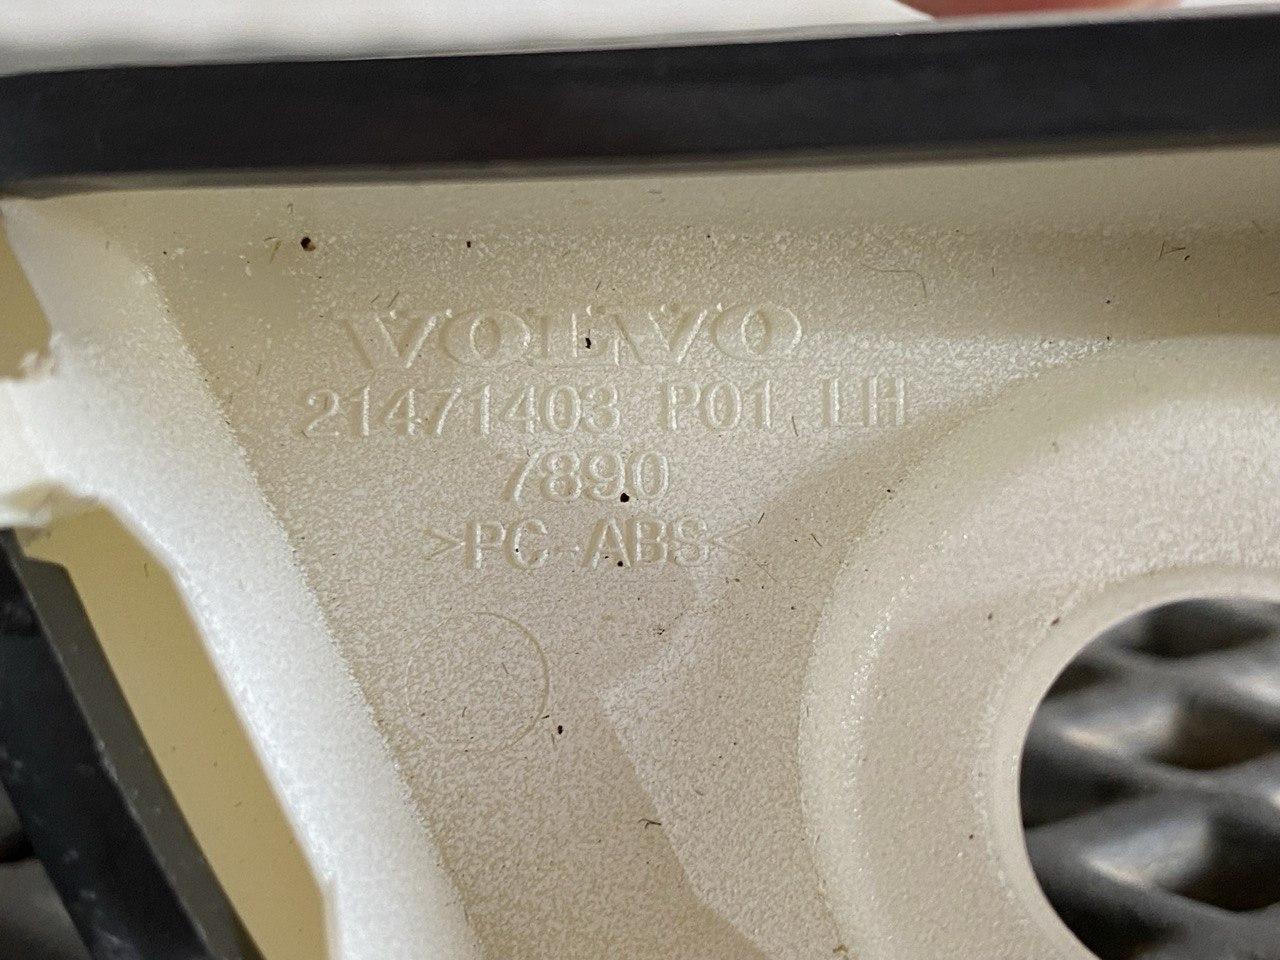 VOLVO
21471403 P01 LH
7890
>PC-ABS<